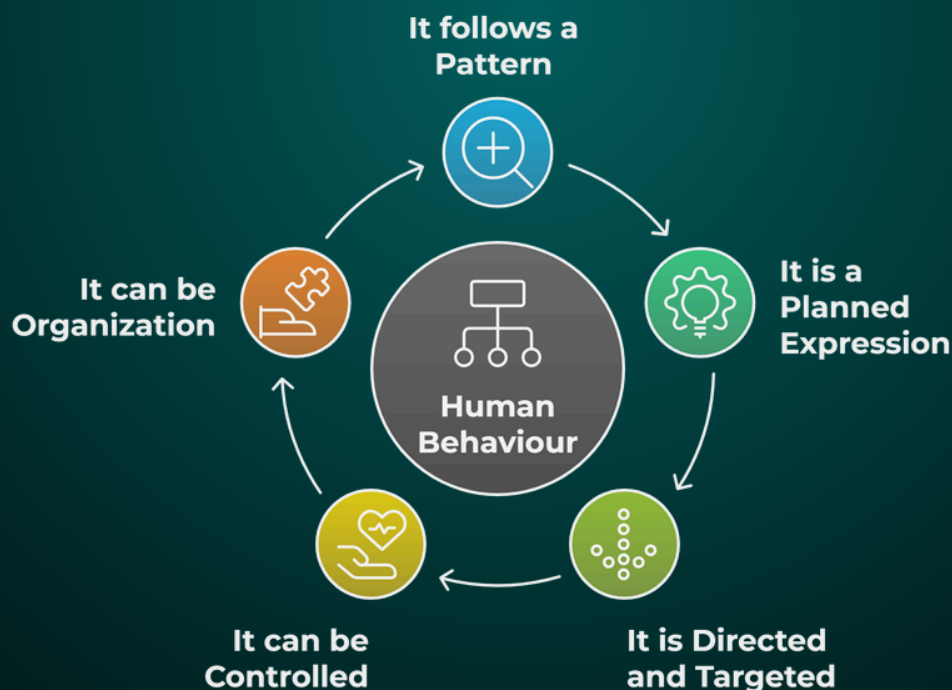 It follows a
Pattern
It is a
Planned
Expression
It is Directed
and Targeted
It can be
Controlled
It can be
Organization
Human
Behaviour